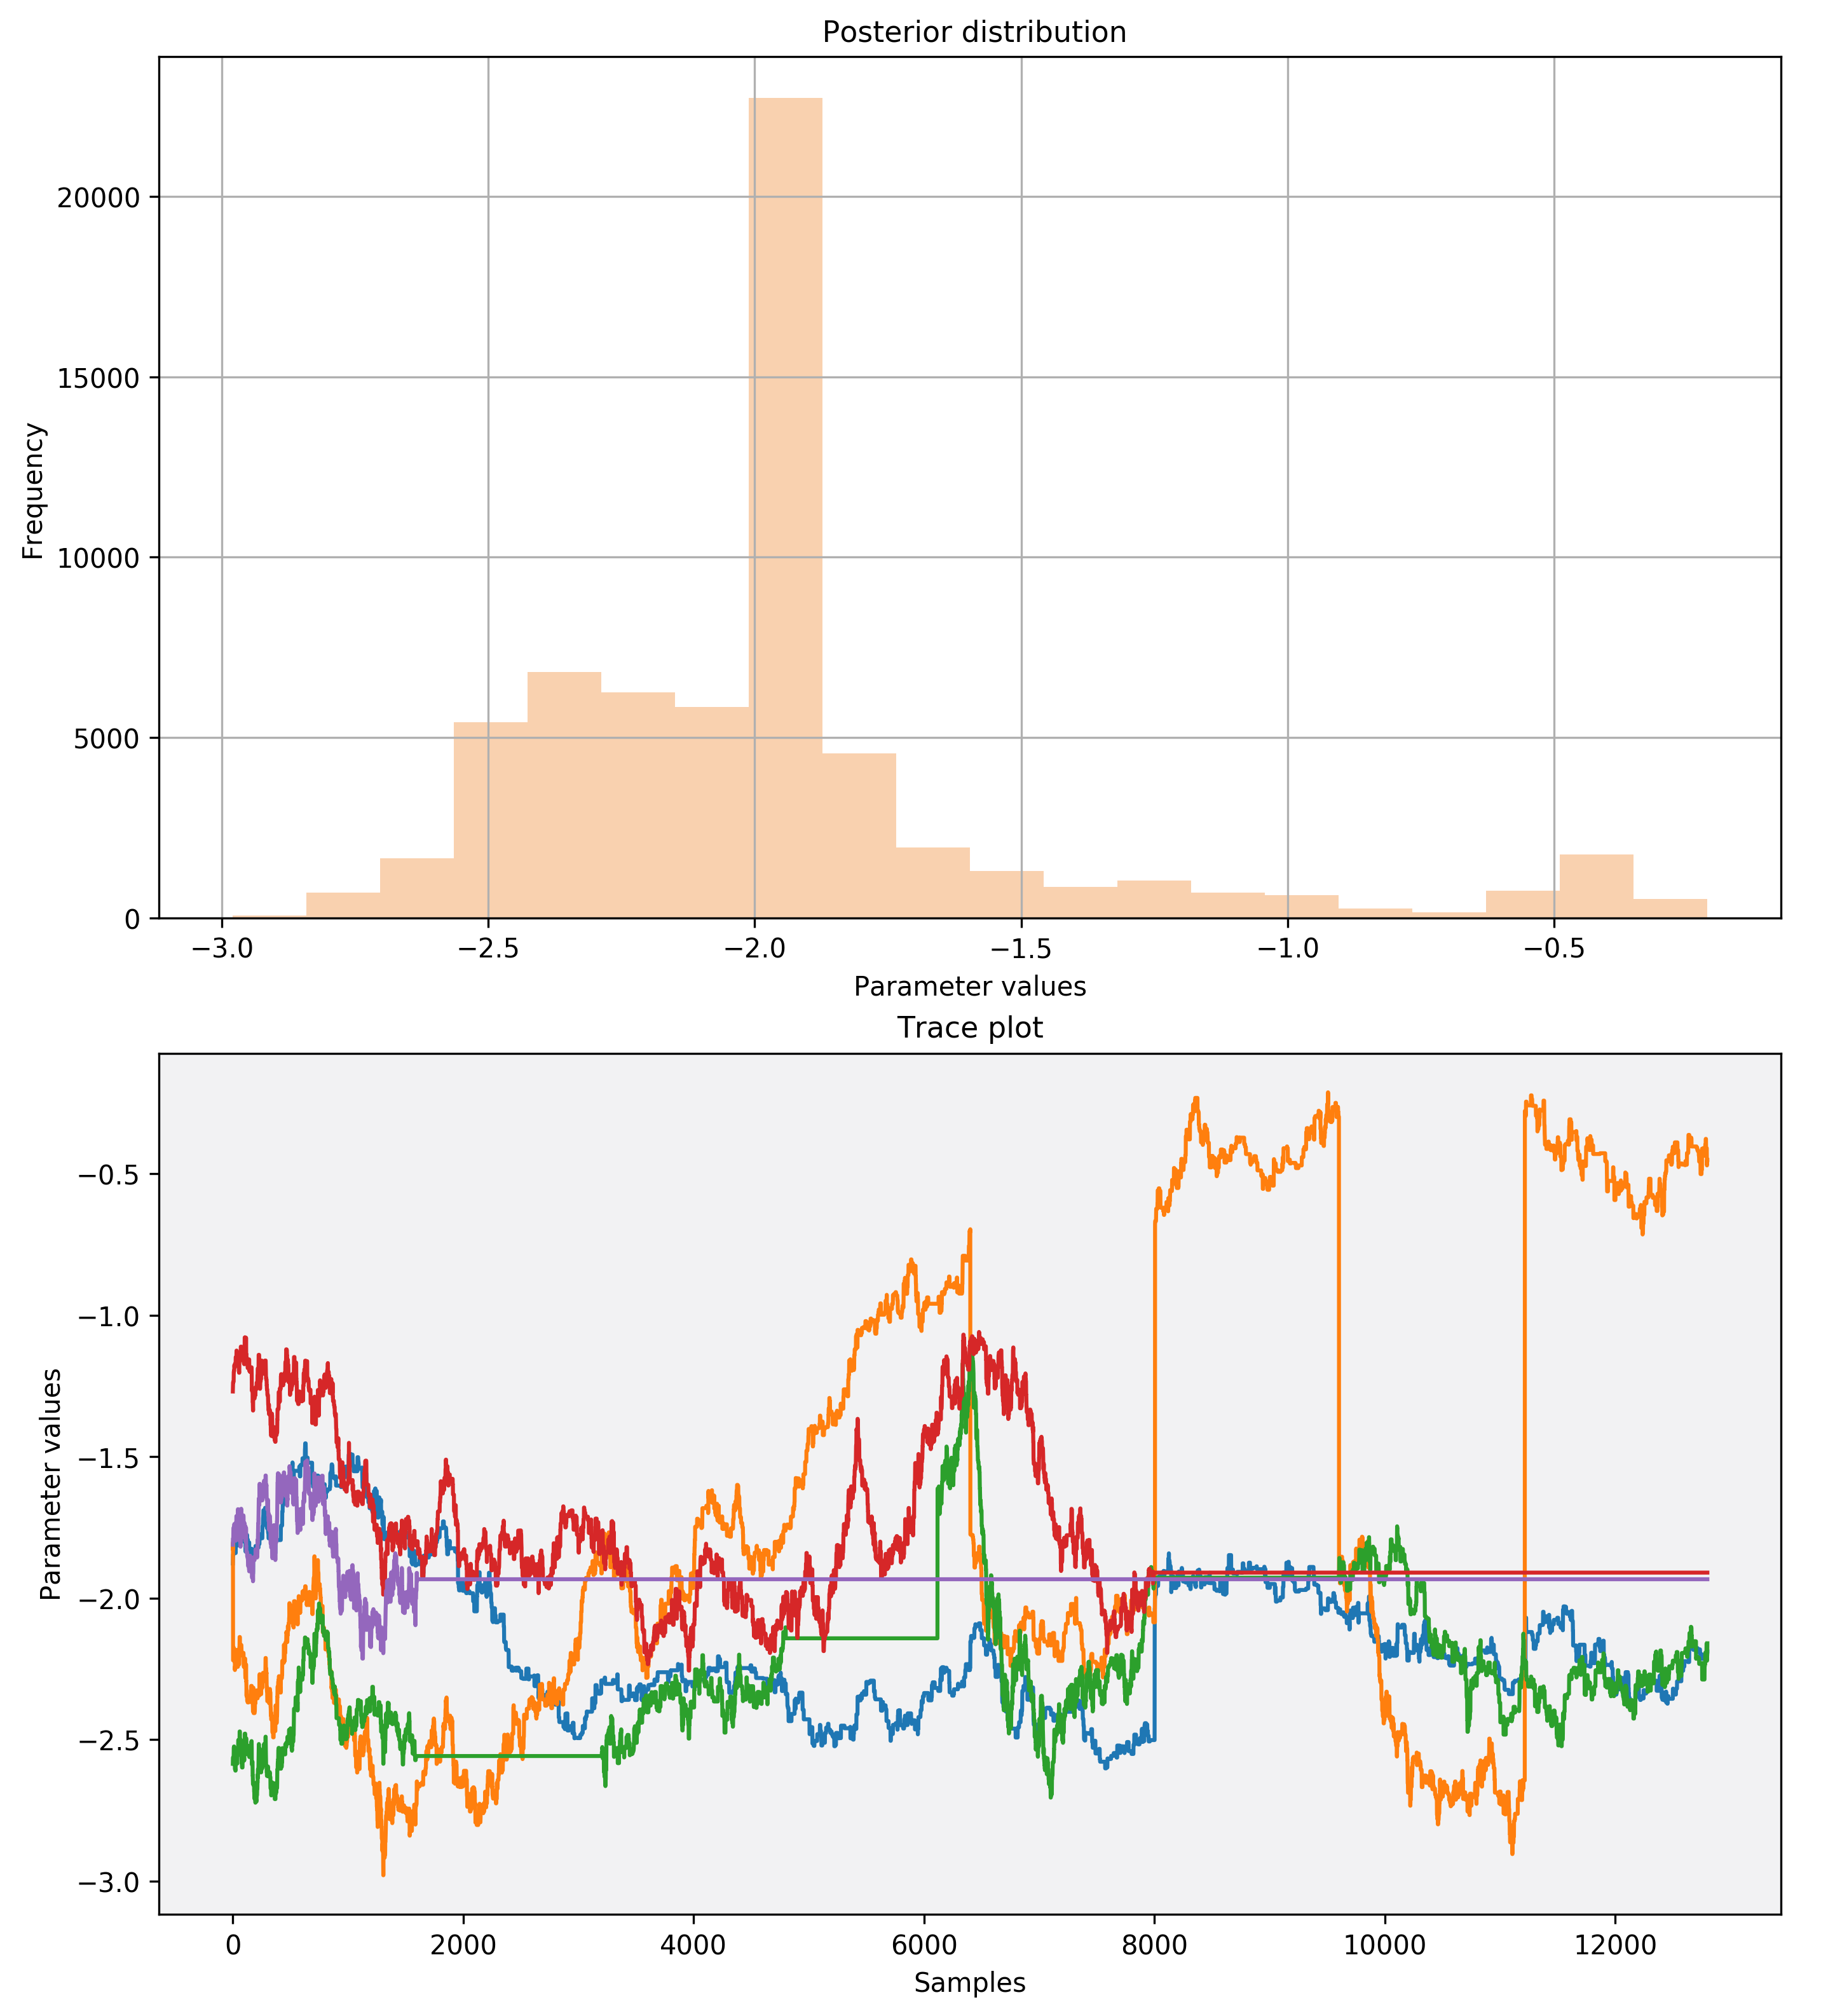 Posterior distribution
20000
15000
10000
5000
0
Frequency
−3.0 −2.5 −2.0 −1.5 −1.0 −0.5
Parameter values
Trace plot
−0.5
−1.0
−1.5
−2.0
−2.5
−3.0
Parameter values
0 2000 4000 6000 8000 10000 12000
Samples